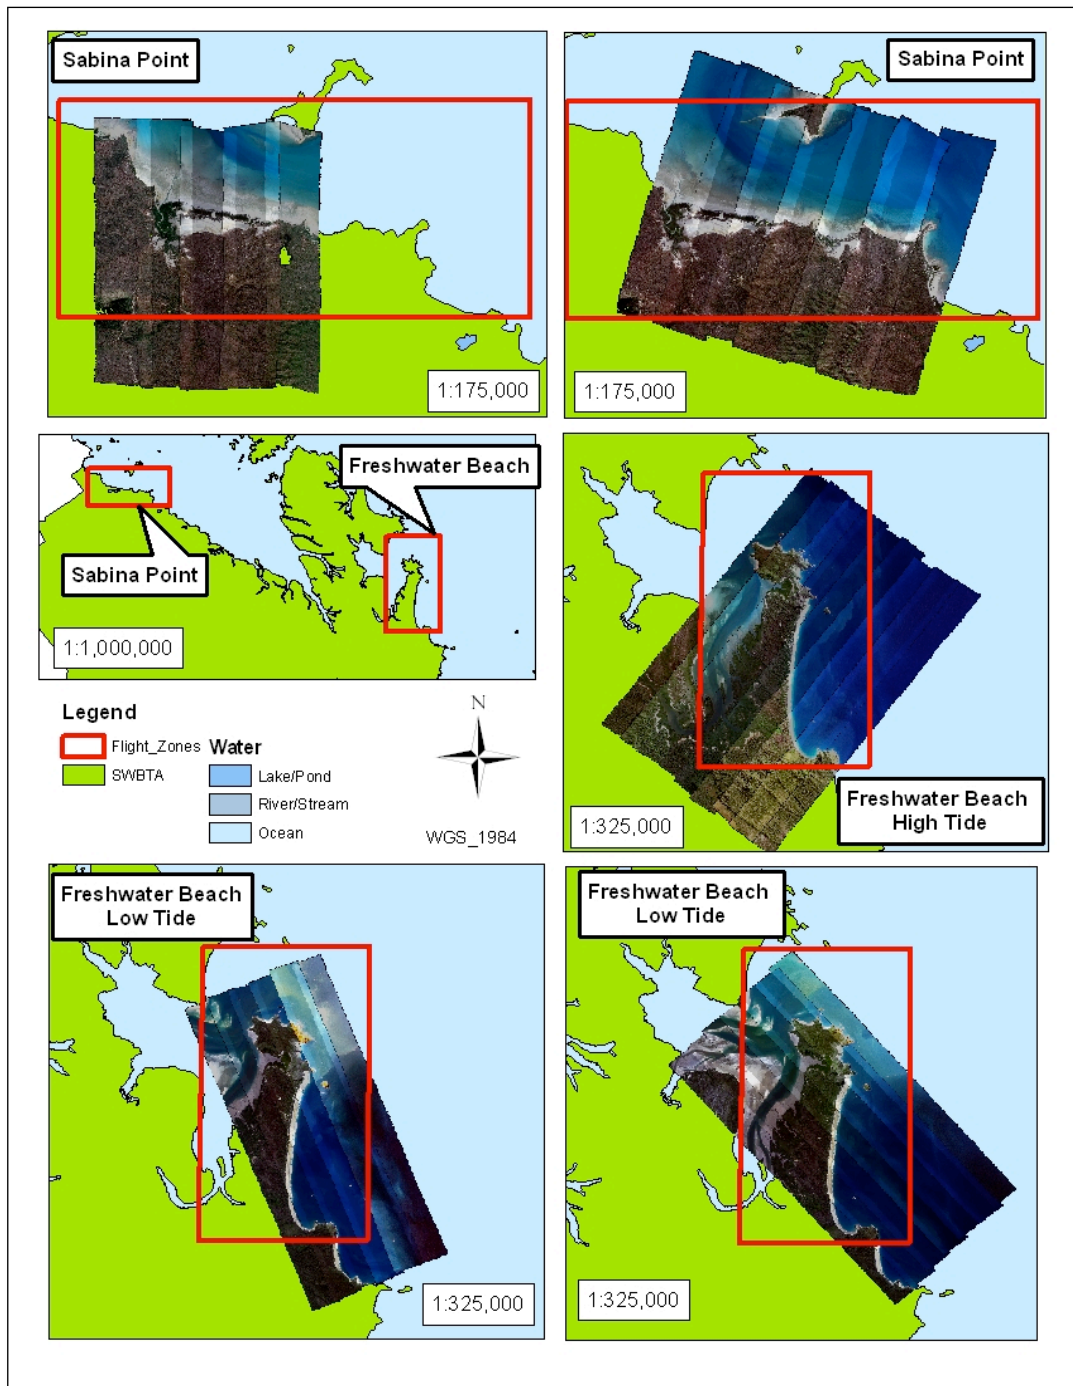 Sabina Point
1:175,000
Sabina Point
1:175,000
Freshwater Beach
Sabina Point
1:1,000,000
Legend
Flight_Zones
SWBTA
Water
Lake/Pond
River/Stream
Ocean
N
WGS_1984
1:325,000
Freshwater Beach
High Tide
Freshwater Beach
Low Tide
1:325,000
Freshwater Beach
Low Tide
1:325,000